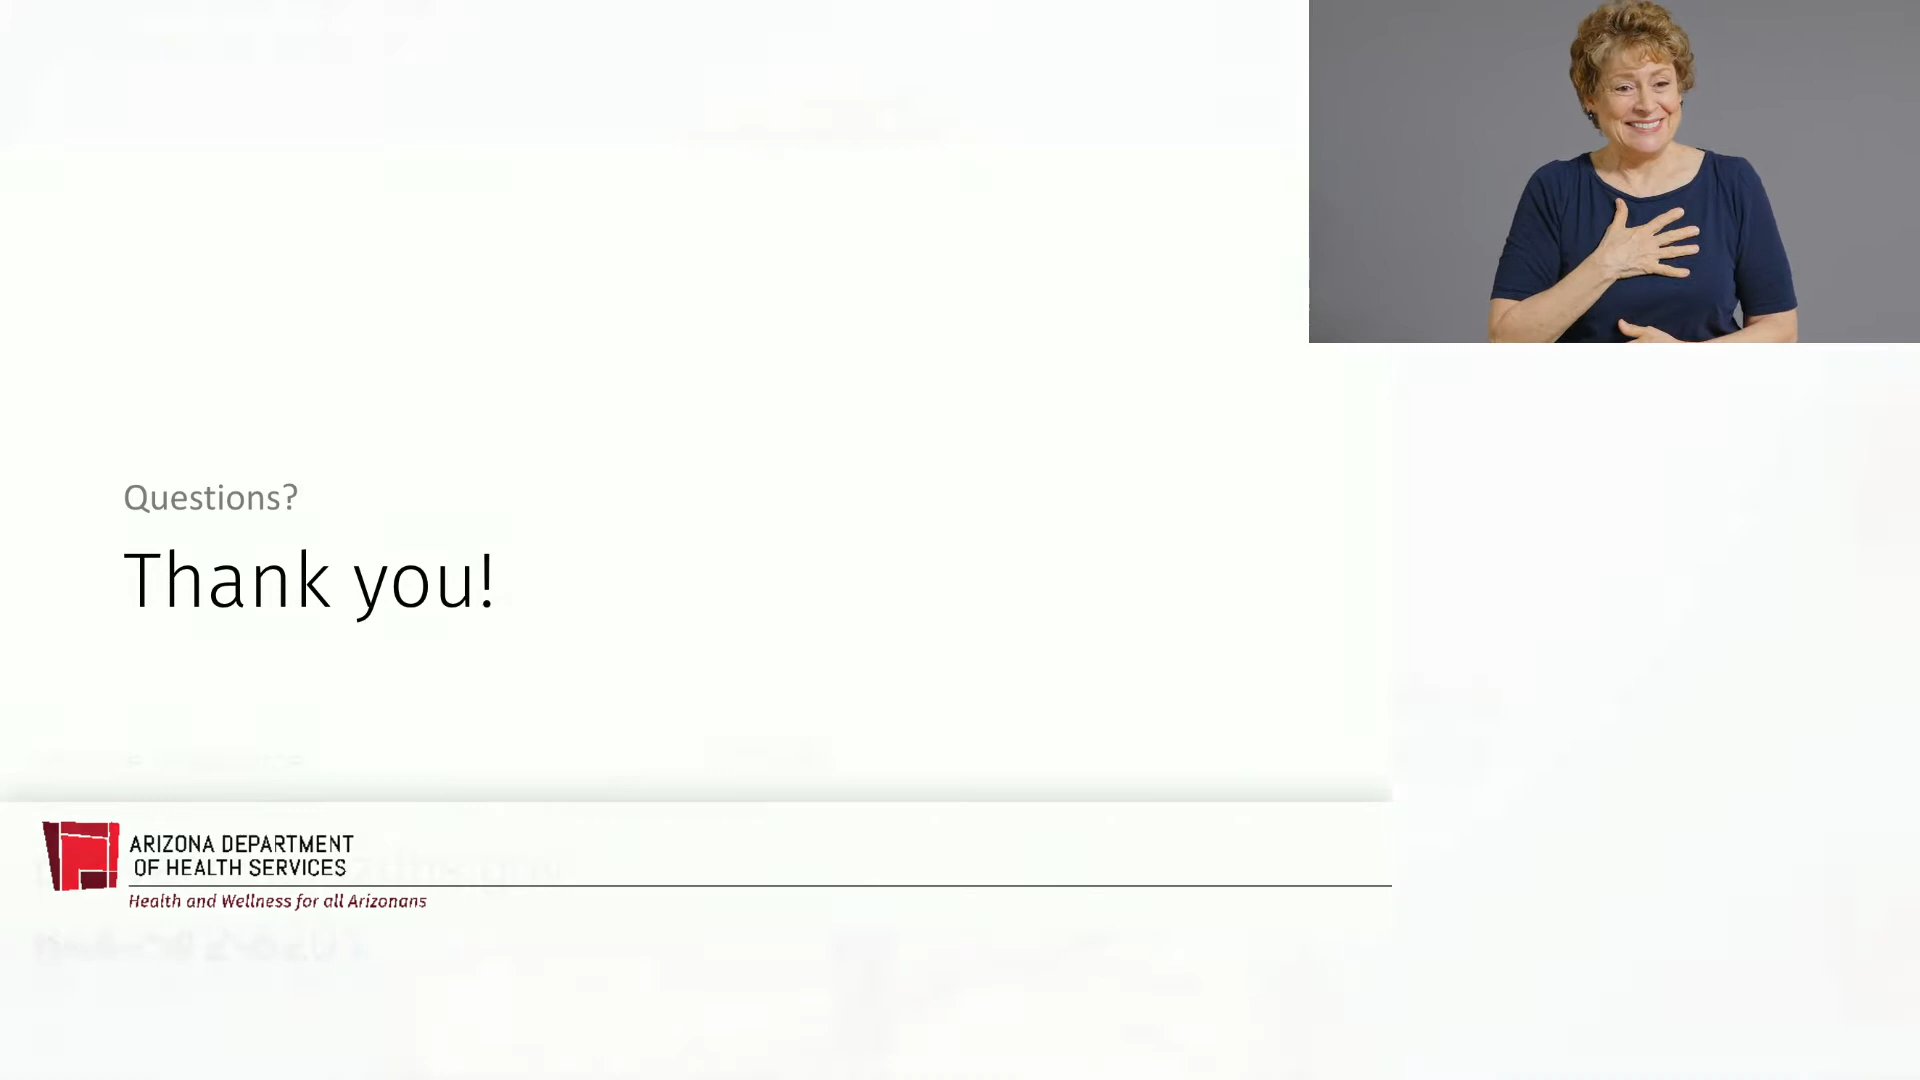 Questions?
Thank you!
ARIZONA DEPARTMENT
OF HEALTH SERVICES
Health and Wellness for all Arizonans